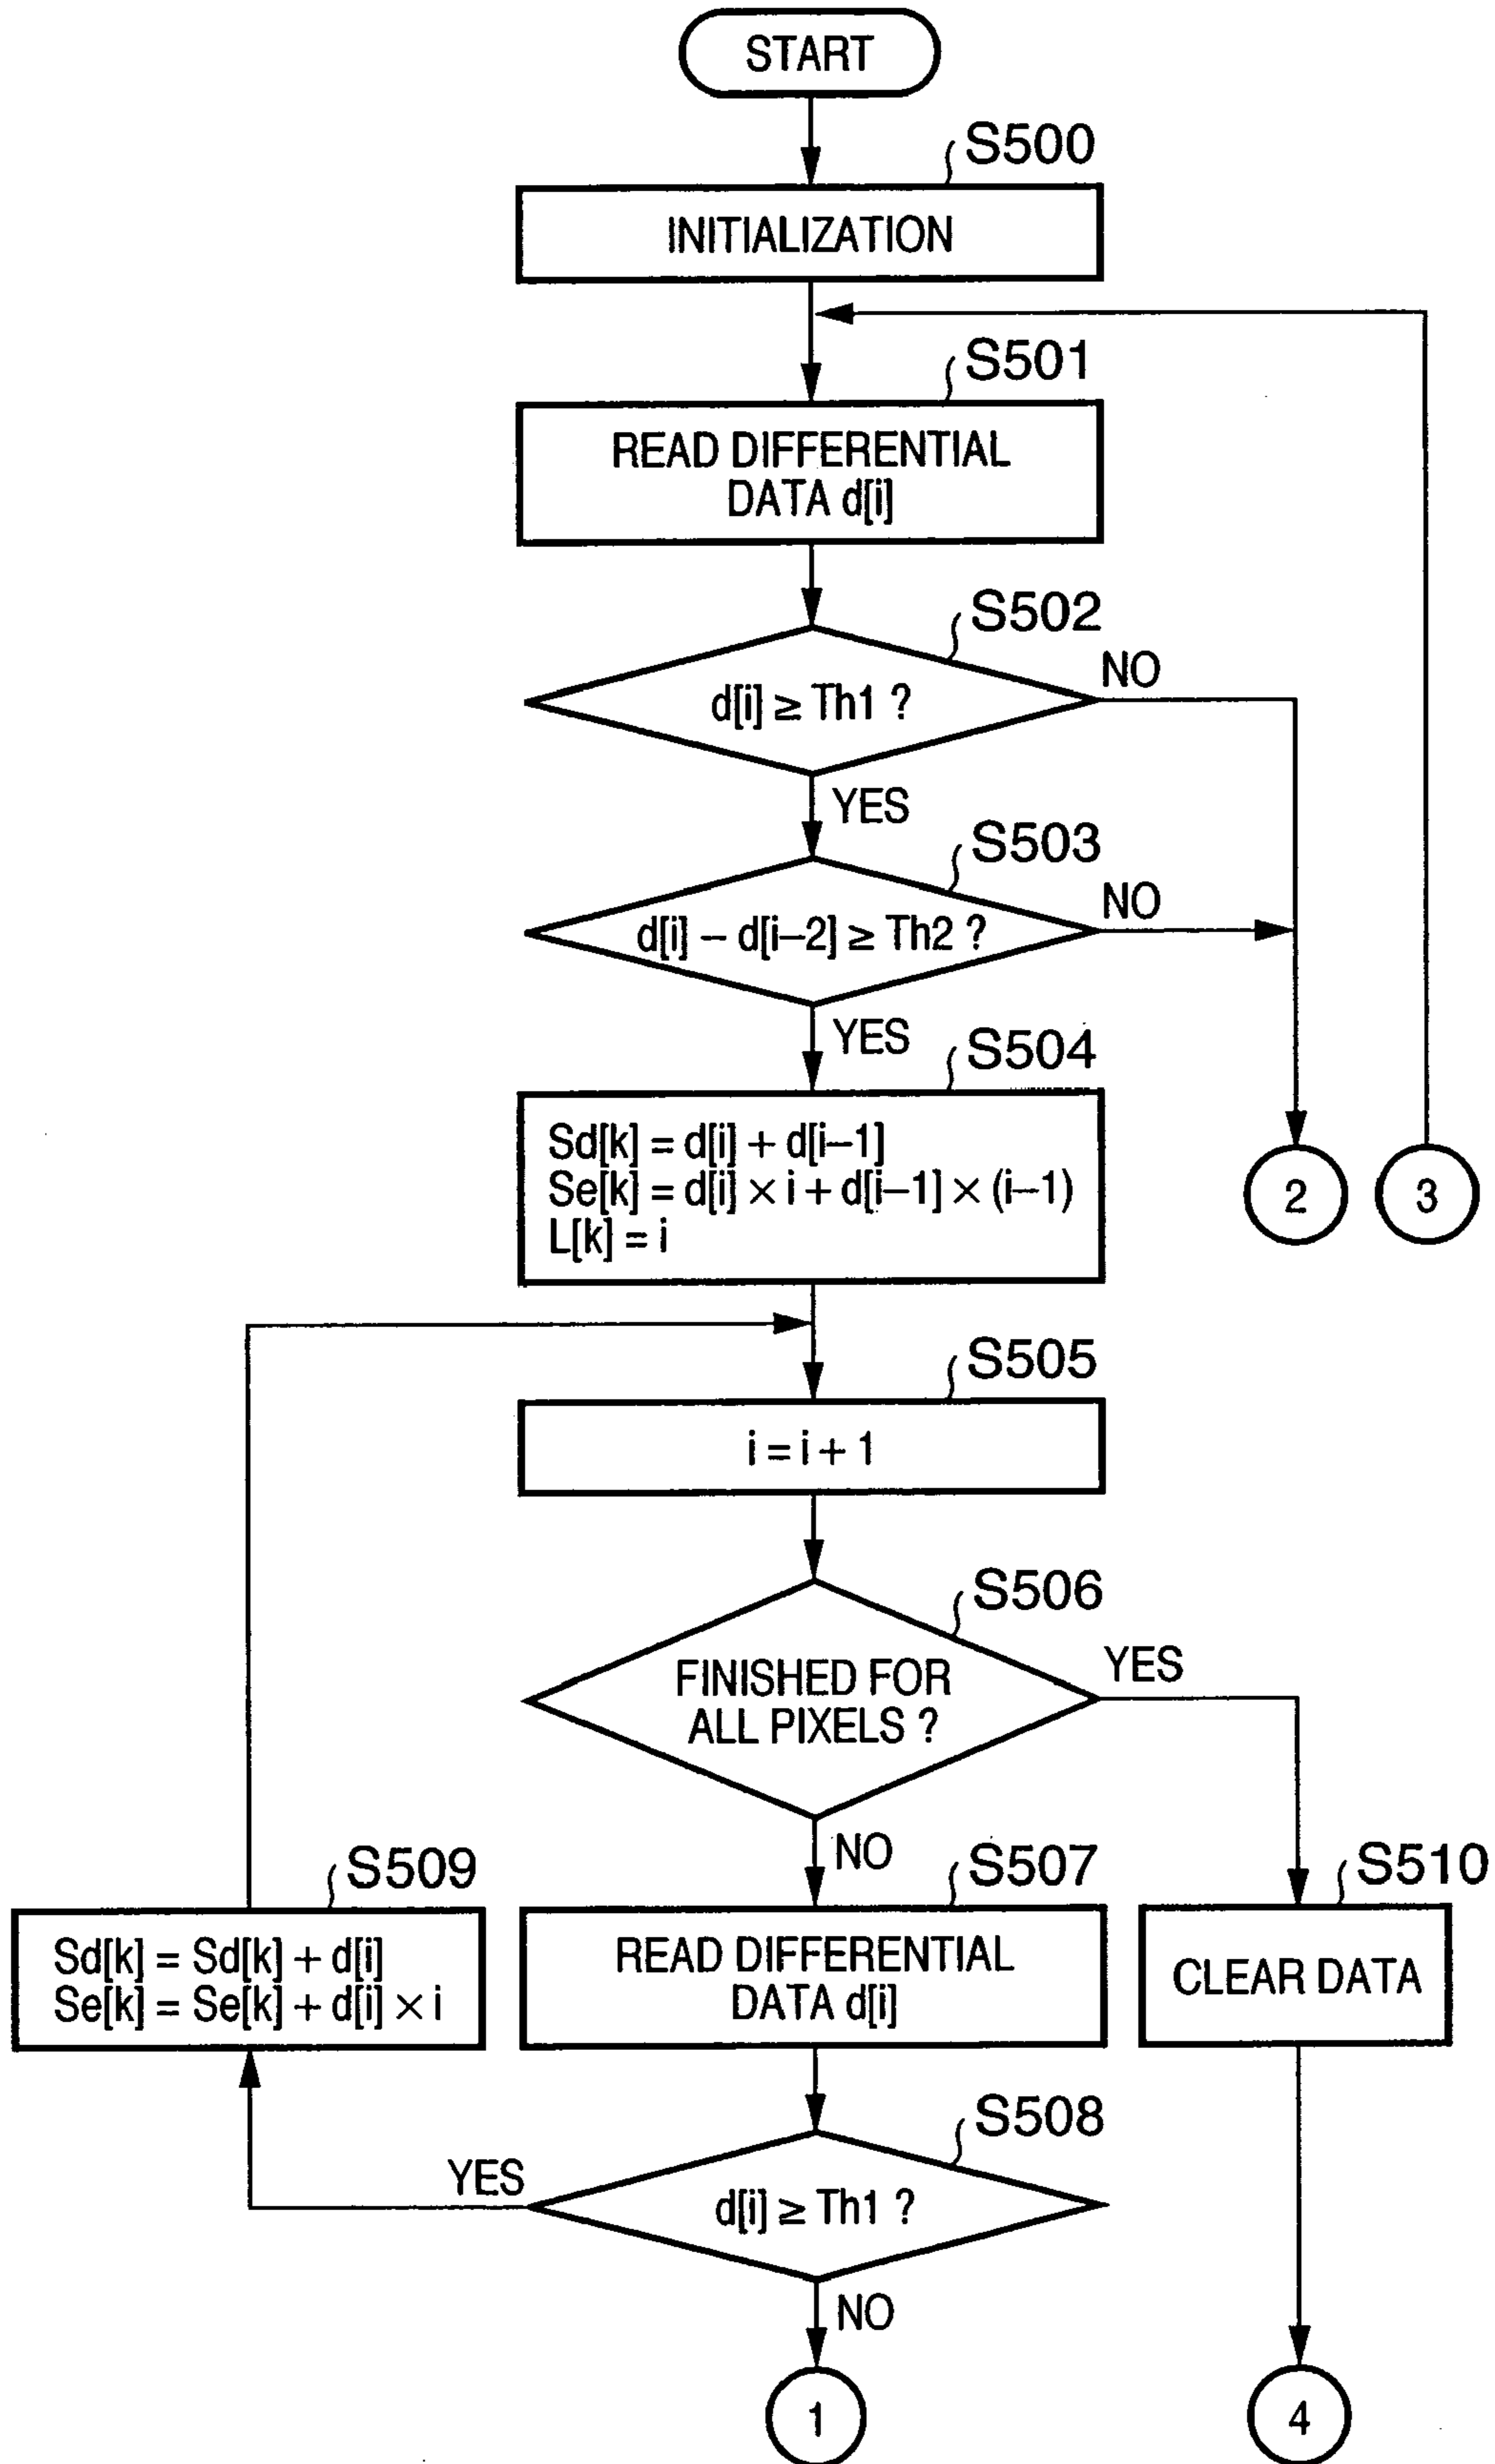 START
S500
INITIALIZATION
S501
READ DIFFERENTIAL
DATA d[i]
S502
d[i] ≥ Th1 ?
NO
YES
S503
d[i] – d[i–2] ≥ Th2 ?
NO
YES
S504
Sd[k] = d[i] + d[i–1]
Se[k] = d[i] × i + d[i–1] × (i–1)
L[k] = i
2
3
S505
i = i + 1
S506
FINISHED FOR
ALL PIXELS ?
YES
NO
S509
Sd[k] = Sd[k] + d[i]
Se[k] = Se[k] + d[i] × i
S507
READ DIFFERENTIAL
DATA d[i]
S510
CLEAR DATA
S508
d[i] ≥ Th1 ?
YES
NO
1
4